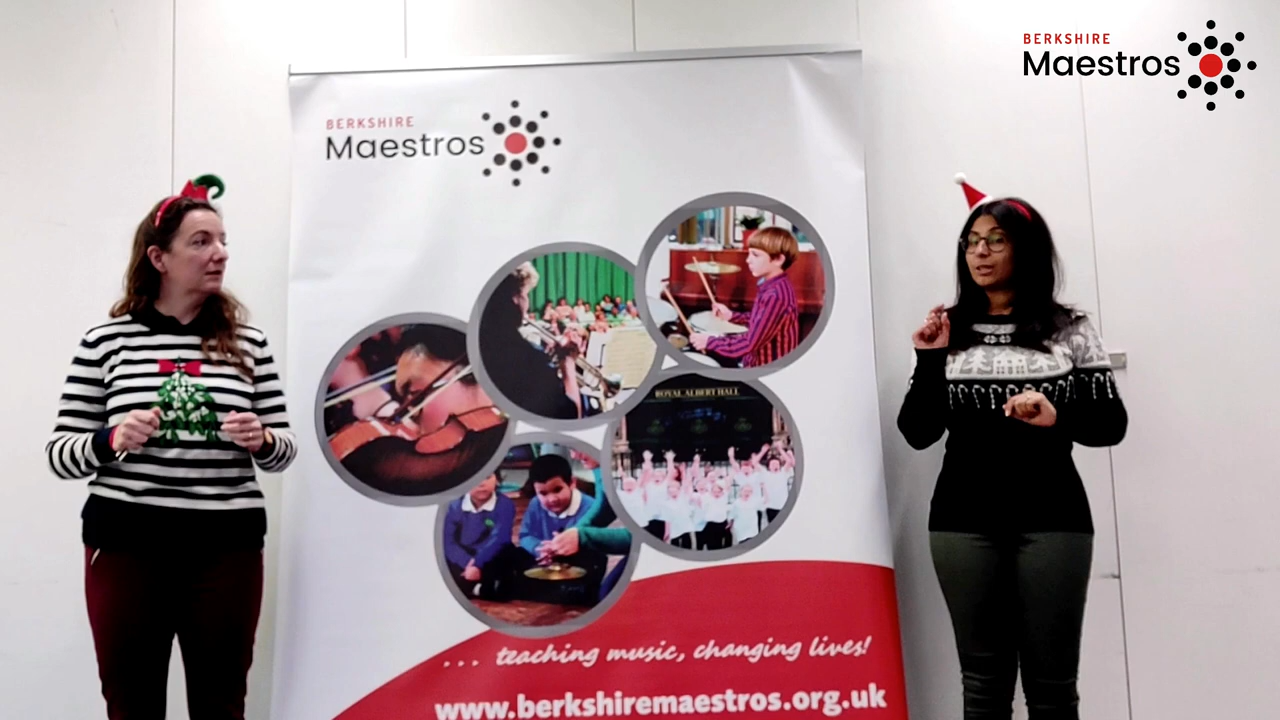 BERKSHIRE
Maestros
BERKSHIRE
Maestros
ROYAL ALBERT HALL
... teaching music, changing lives!
www.berkshiremaestros.org.uk